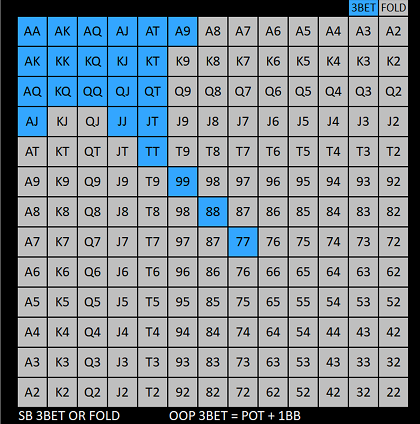 3BET FOLD
AA AK AQ AJ AT A9 A8 A7 A6 A5 A4 A3 A2
AK KK KQ KJ KT K9 K8 K7 K6 K5 K4 K3 K2
AQ KQ QQ QJ QT Q9 Q8 Q7 Q6 Q5 Q4 Q3 Q2
AJ KJ QJ JJ JT J9 J8 J7 J6 J5 J4 J3 J2
AT KT QT JT TT T9 T8 T7 T6 T5 T4 T3 T2
A9 K9 Q9 J9 T9 99 98 97 96 95 94 93 92
A8 K8 Q8 J8 T8 98 88 87 86 85 84 83 82
A7 K7 Q7 J7 T7 97 87 77 76 75 74 73 72
A6 K6 Q6 J6 T6 96 86 76 66 65 64 63 62
A5 K5 Q5 J5 T5 95 85 75 65 55 54 53 52
A4 K4 Q4 J4 T4 94 84 74 64 54 44 43 42
A3 K3 Q3 J3 T3 93 83 73 63 53 43 33 32
A2 K2 Q2 J2 T2 92 82 72 62 52 42 32 22
SB 3BET OR FOLD OOP 3BET = POT + 1BB